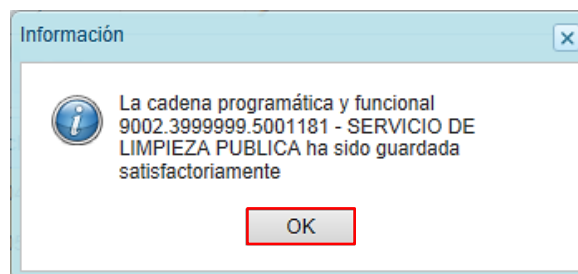 Información
La cadena programática y funcional
9002.3999999.5001181 - SERVICIO DE
LIMPIEZA PUBLICA ha sido guardada
satisfactoriamente
OK